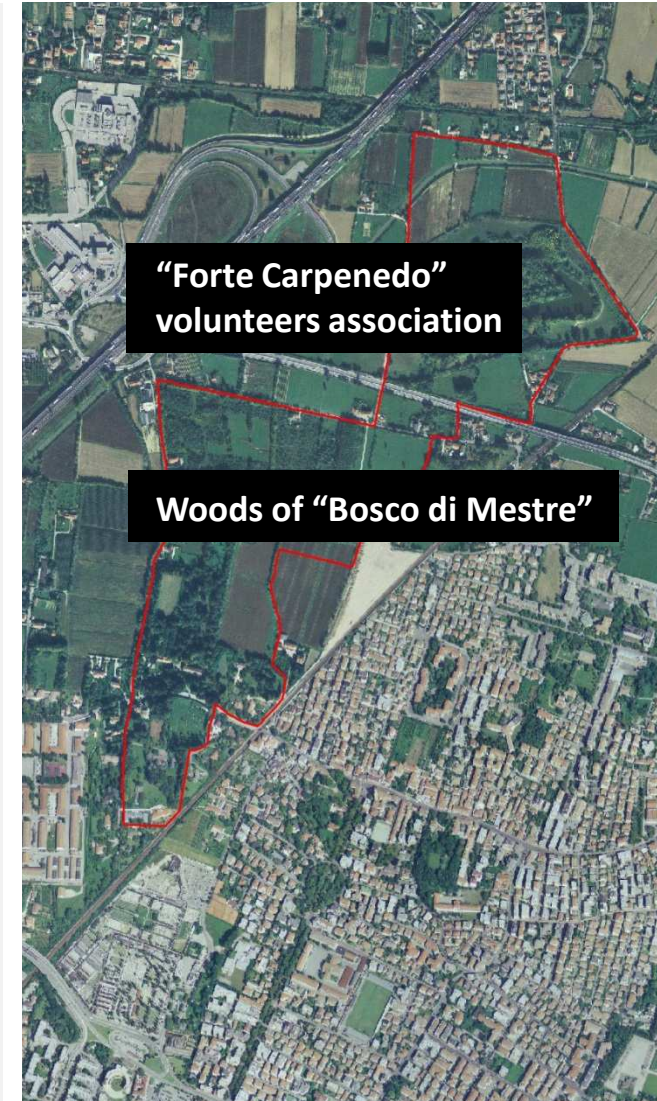 “Forte Carpenedo”
volunteers association
Woods of “Bosco di Mestre”